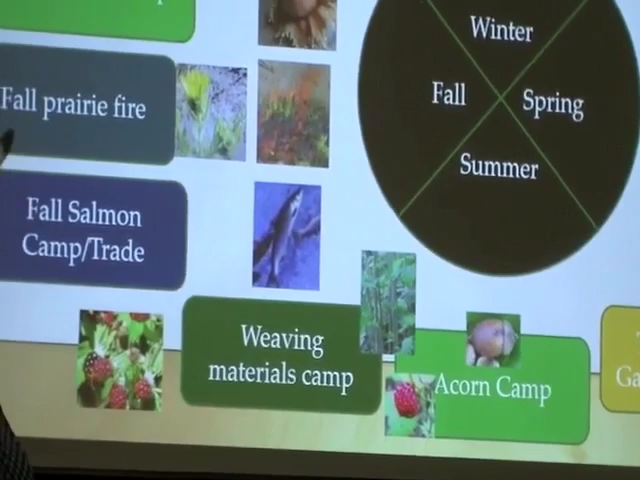 Winter
Fall
Spring
Summer
Fall prairie fire
Fall Salmon
Camp/Trade
Weaving
materials camp
Acorn Camp